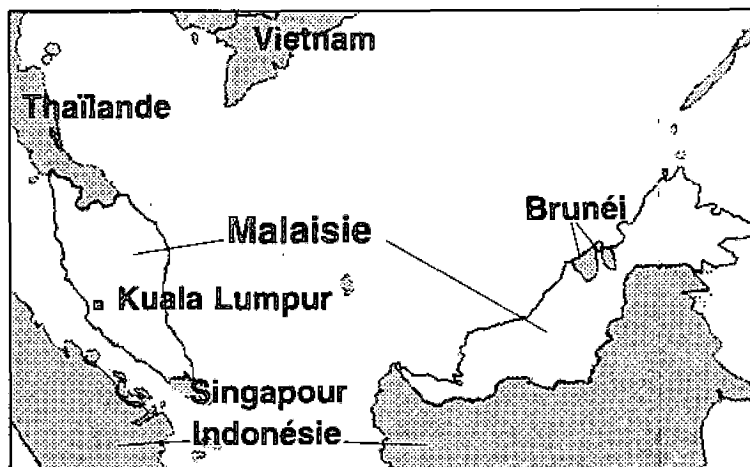 Vietnam
Thaïlande
Brunéi
Malaisie
Kuala Lumpur
Singapour
Indonésie